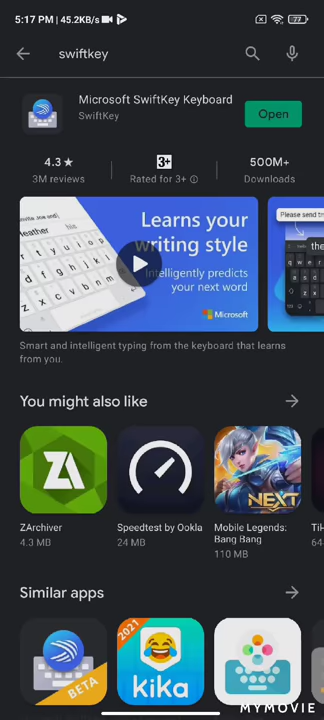 5:17 PM | 45.2KB/s
77
swiftkey
Microsoft SwiftKey Keyboard
SwiftKey
Open
4.3★
3M reviews
3+
Rated for 3+
500M+
Downloads
Learns your
writing style
Intelligently predicts
your next word
Microsoft
Please send
q w e r
Smart and intelligent typing from the keyboard that learns
from you.
You might also like
ZA
NEXT
ZArchiver
4.3 MB
Speedtest by Ookla
24 MB
Mobile Legends:
Bang Bang
110 MB
Similar apps
BETA
2021
kika
MYMOVIE